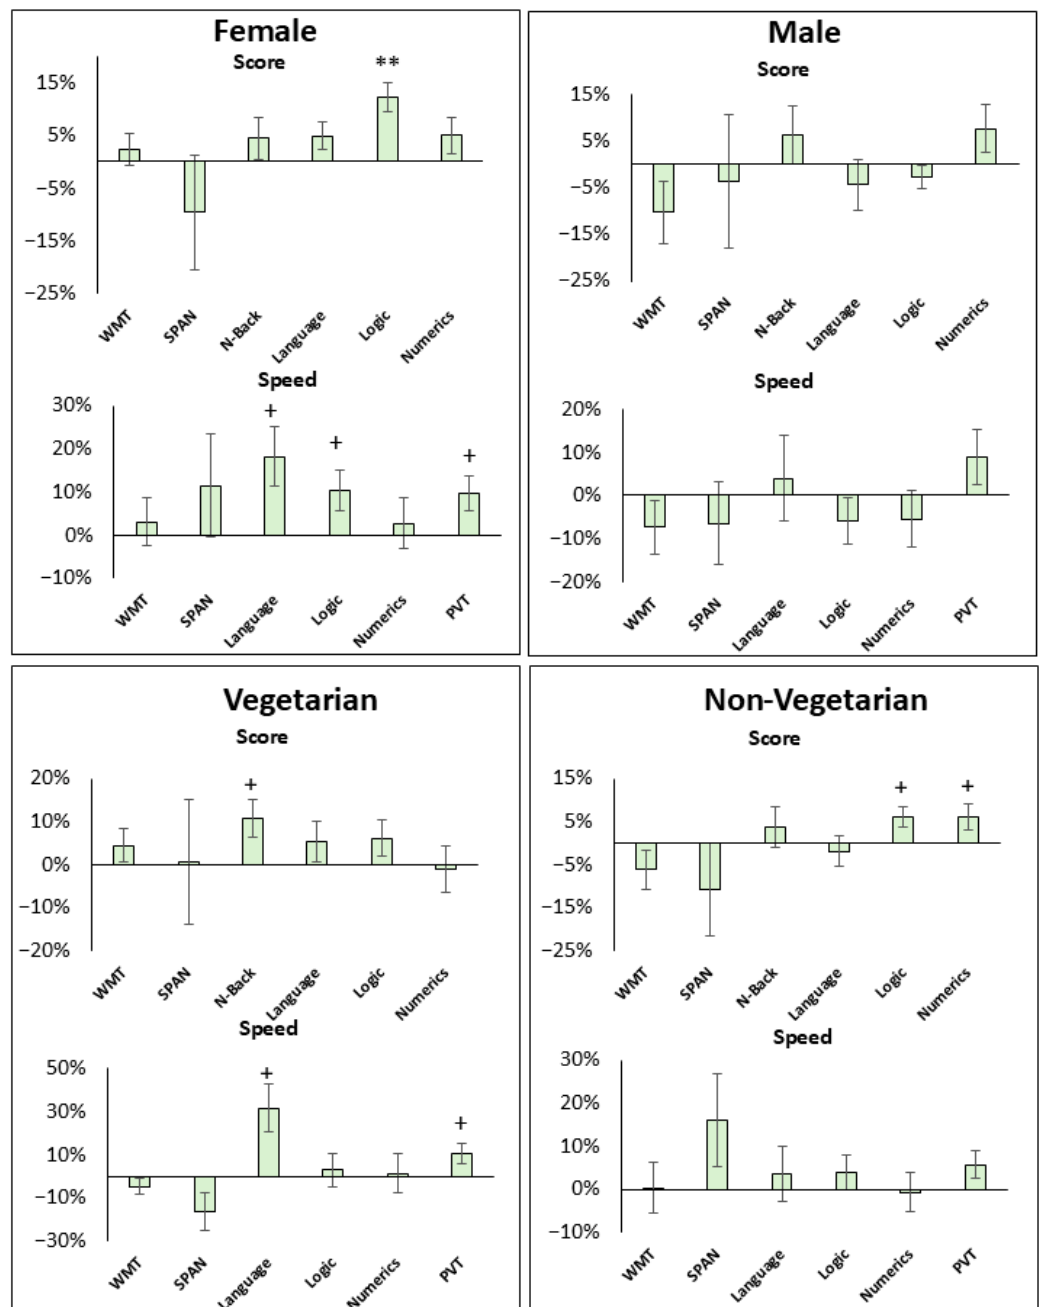 Female
Score
**
15%
5%
−5%
−15%
−25%
WMT
SPAN
N-Back
Language
Logic
Numerics
Speed
30%
20%
10%
0%
−10%
+
+
+
WMT
SPAN
Language
Logic
Numerics
PVT
Male
Score
15%
5%
−5%
−15%
−25%
WMT
SPAN
N-Back
Language
Logic
Numerics
Speed
20%
10%
0%
−10%
−20%
WMT
SPAN
Language
Logic
Numerics
PVT
Vegetarian
Score
20%
10%
0%
−10%
−20%
+
WMT
SPAN
N-Back
Language
Logic
Numerics
Speed
50%
30%
10%
−10%
−30%
+
+
WMT
SPAN
Language
Logic
Numerics
PVT
Non-Vegetarian
Score
15%
5%
−5%
−15%
−25%
+
+
WMT
SPAN
N-Back
Language
Logic
Numerics
Speed
30%
20%
10%
0%
−10%
WMT
SPAN
Language
Logic
Numerics
PVT